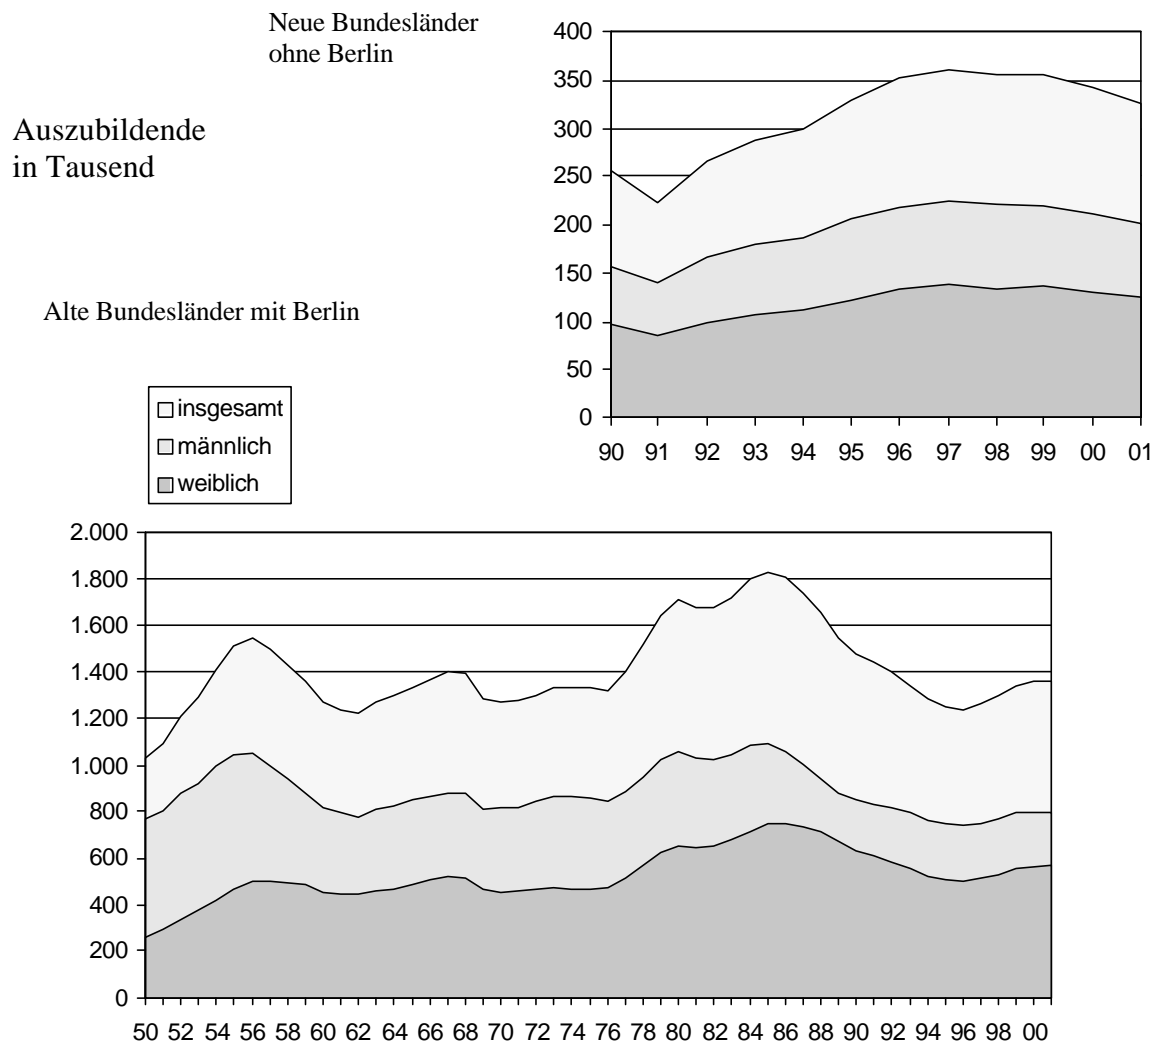 Neue Bundesländer
ohne Berlin
Auszubildende
in Tausend
400
350
300
250
200
150
100
50
0
90 91 92 93 94 95 96 97 98 99 00 01
Alte Bundesländer mit Berlin
insgesamt
männlich
weiblich
2.000
1.800
1.600
1.400
1.200
1.000
800
600
400
200
0
50 52 54 56 58 60 62 64 66 68 70 72 74 76 78 80 82 84 86 88 90 92 94 96 98 00